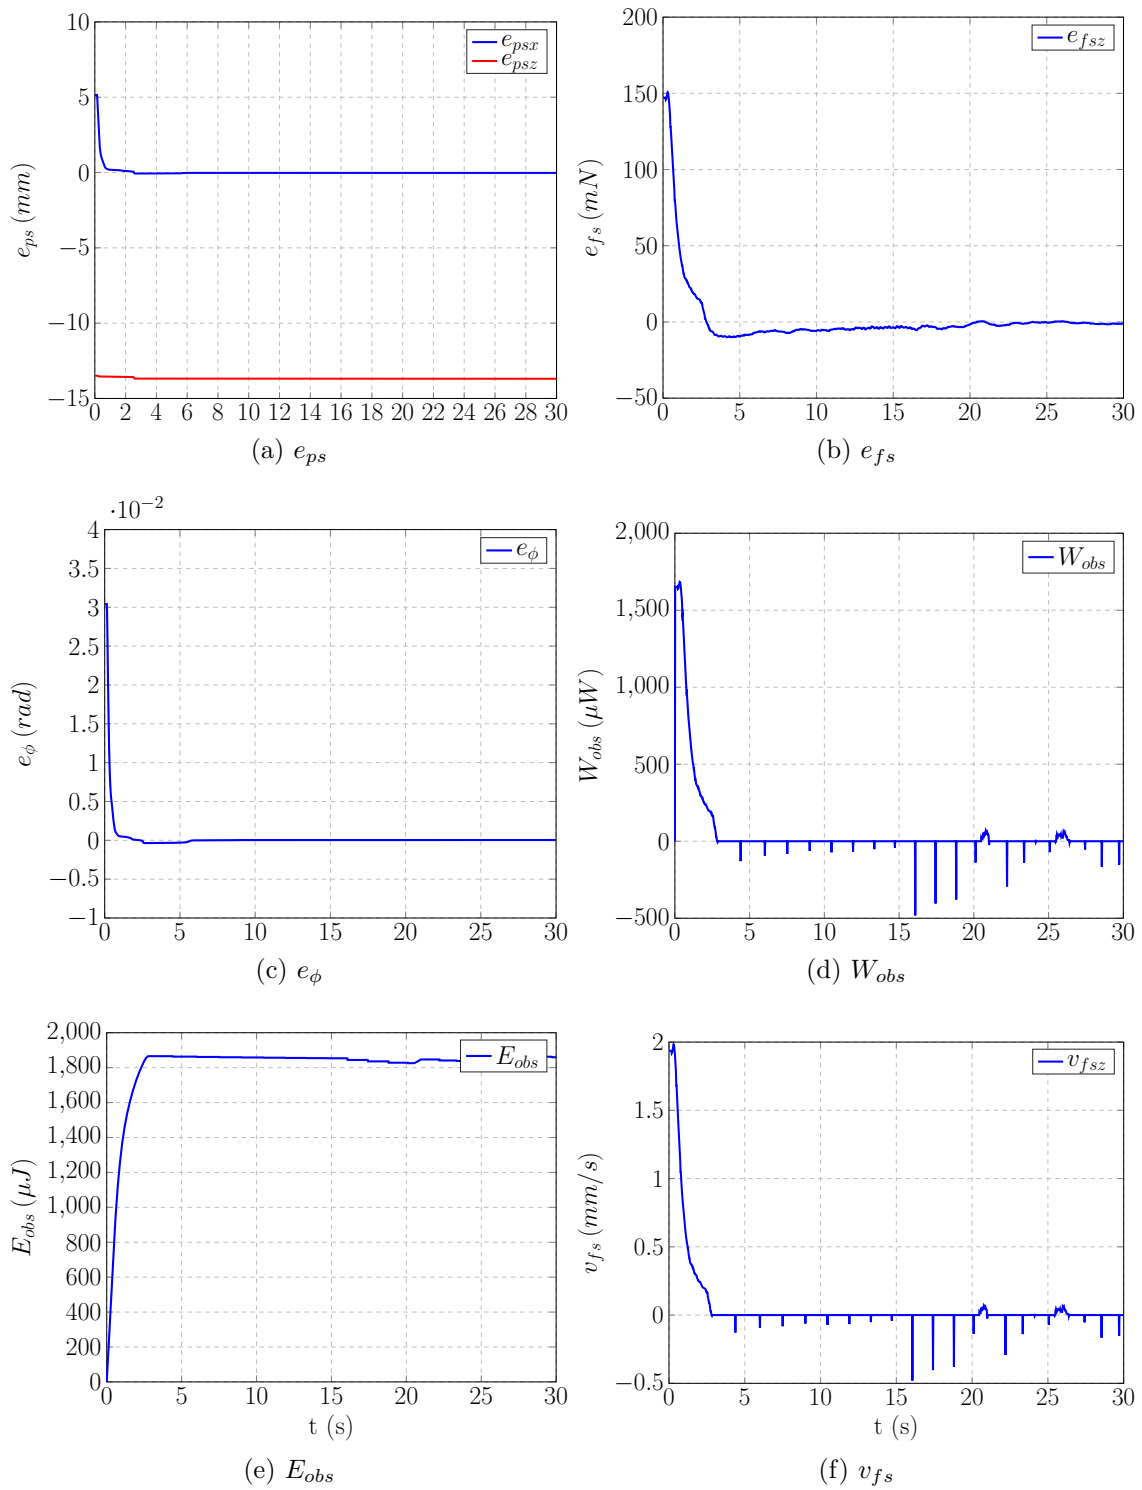 10
5
0
−5
−10
−15
0 2 4 6 8 10 12 14 16 18 20 22 24 26 28 30
e_ps (mm)
e_psx
e_psz
(a) e_ps
200
150
100
50
0
−50
0 5 10 15 20 25 30
e_fs (mN)
e_fsz
(b) e_fs
·10⁻²
4
3.5
3
2.5
2
1.5
1
0.5
0
−0.5
−1
0 5 10 15 20 25 30
e_ϕ (rad)
e_ϕ
(c) e_ϕ
2,000
1,500
1,000
500
0
−500
0 5 10 15 20 25 30
W_obs (μW)
W_obs
(d) W_obs
2,000
1,800
1,600
1,400
1,200
1,000
800
600
400
200
0
0 5 10 15 20 25 30
E_obs (μJ)
E_obs
t (s)
(e) E_obs
2
1.5
1
0.5
0
−0.5
0 5 10 15 20 25 30
v_fs (mm/s)
v_fsz
t (s)
(f) v_fs